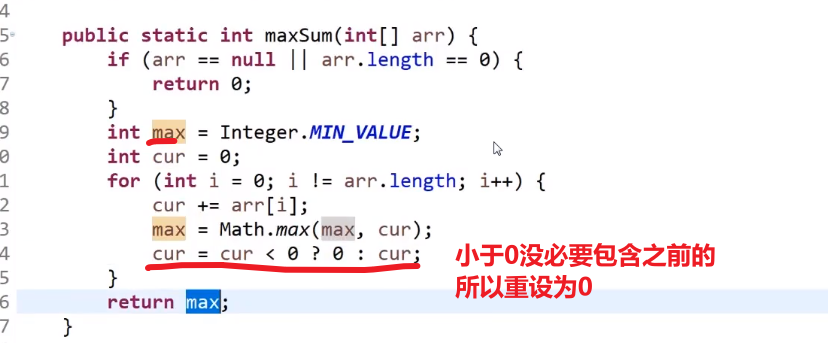 4
5 public static int maxSum(int[] arr) {
6 if (arr == null || arr.length == 0) {
7 return 0;
8 }
9 int max = Integer.MIN_VALUE;
0 int cur = 0;
1 for (int i = 0; i != arr.length; i++) {
2 cur += arr[i];
3 max = Math.max(max, cur);
4 cur = cur < 0 ? 0 : cur;
小于0没必要包含之前的
所以重设为0
5 }
6 return max;
7 }